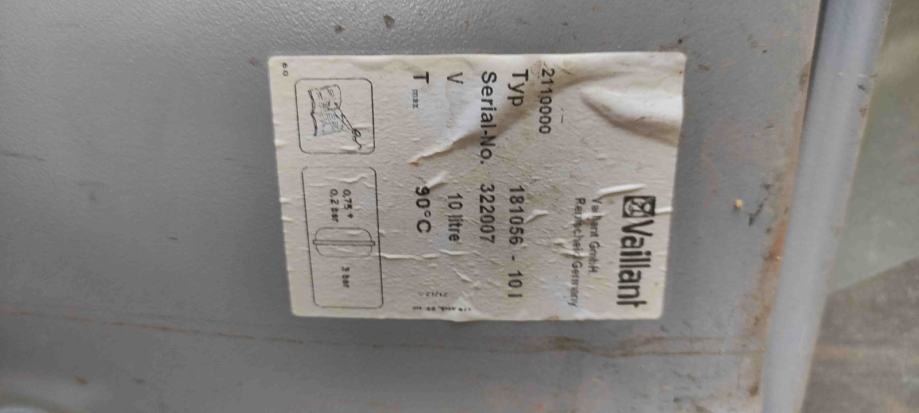 Vaillant
Vaillant GmbH
Remscheid/Germany
2110000
Typ 181056 - 10 l
Serial-No. 322007
V 10 litre
T max 90°C
0,75 +
0,2 bar
3 bar